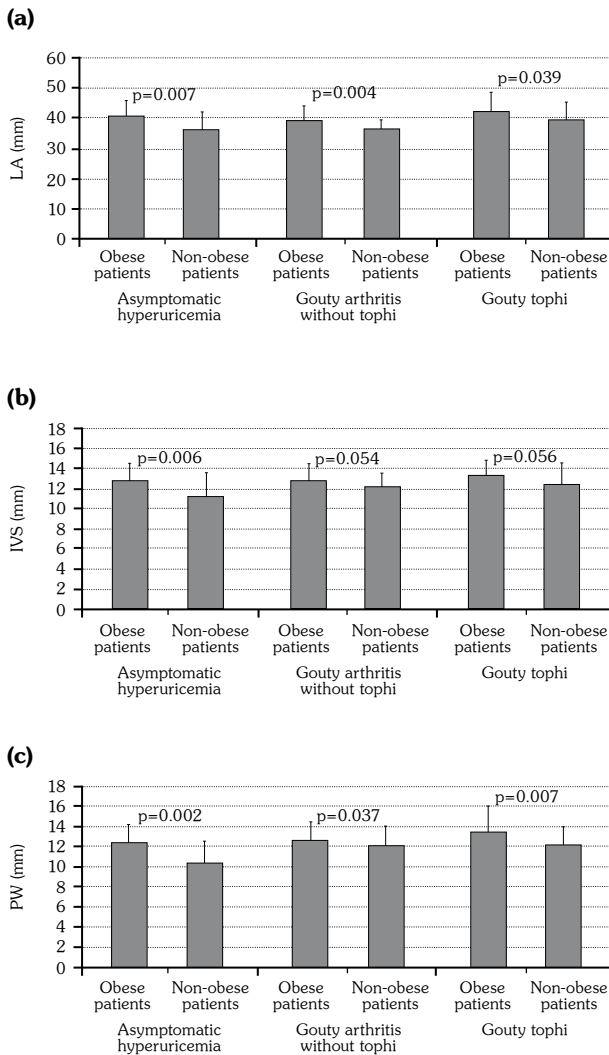 (a)
60
50
40
30
20
10
0
LA (mm)
p=0.007
p=0.004
p=0.039
Obese patients
Non-obese patients
Obese patients
Non-obese patients
Obese patients
Non-obese patients
Asymptomatic hyperuricemia
Gouty arthritis without tophi
Gouty tophi
(b)
18
16
14
12
10
8
6
4
2
0
IVS (mm)
p=0.006
p=0.054
p=0.056
Obese patients
Non-obese patients
Obese patients
Non-obese patients
Obese patients
Non-obese patients
Asymptomatic hyperuricemia
Gouty arthritis without tophi
Gouty tophi
(c)
18
16
14
12
10
8
6
4
2
0
PW (mm)
p=0.002
p=0.037
p=0.007
Obese patients
Non-obese patients
Obese patients
Non-obese patients
Obese patients
Non-obese patients
Asymptomatic hyperuricemia
Gouty arthritis without tophi
Gouty tophi